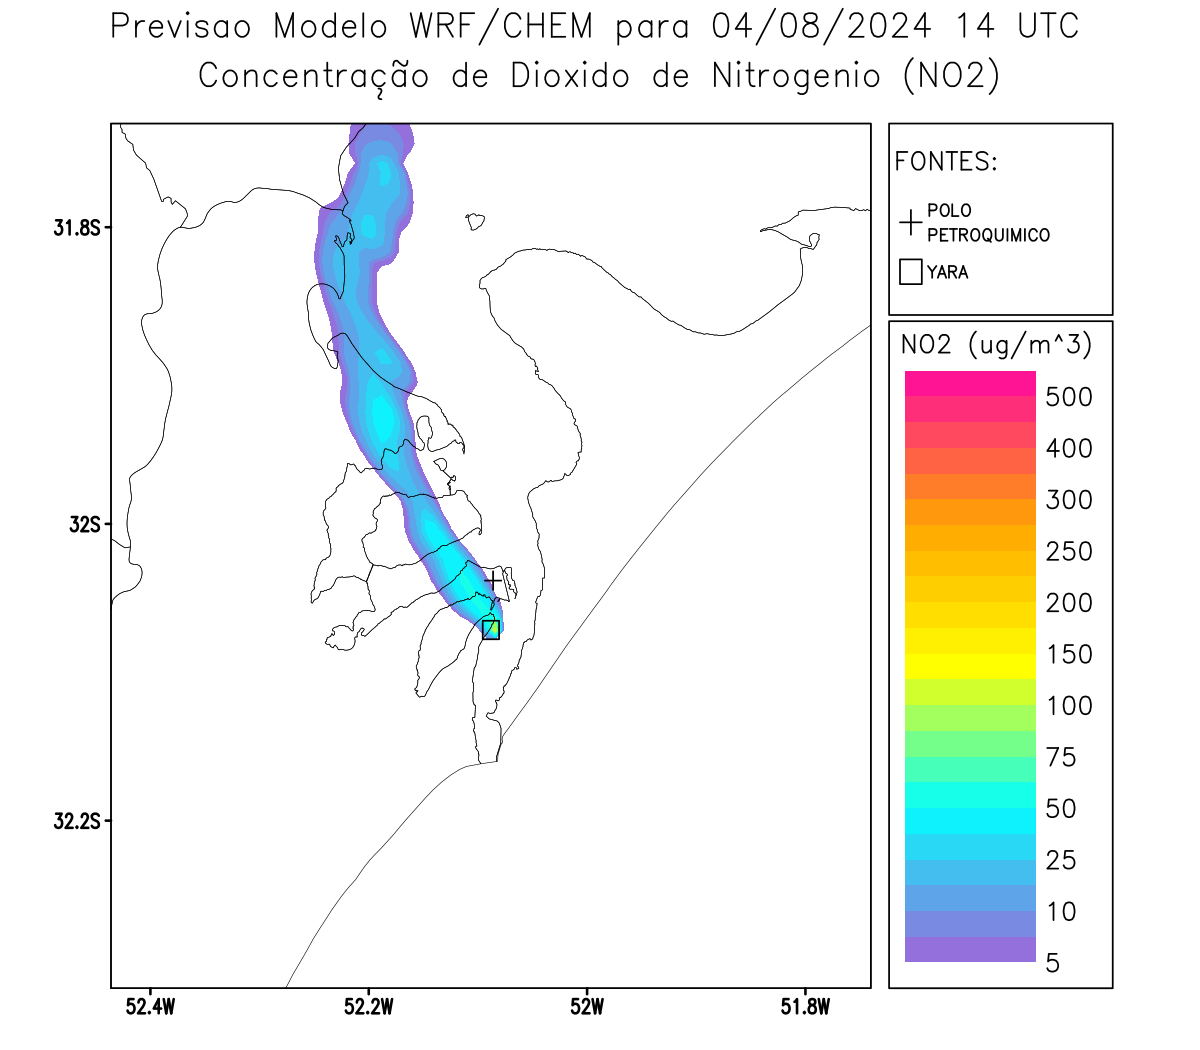 Previsao Modelo WRF/CHEM para 04/08/2024 14 UTC
Concentração de Dioxido de Nitrogenio (NO2)
FONTES:
POLO
PETROQUIMICO
YARA
NO2 (ug/m^3)
500
400
300
250
200
150
100
75
50
25
10
5
31.8S
32S
32.2S
52.4W
52.2W
52W
51.8W